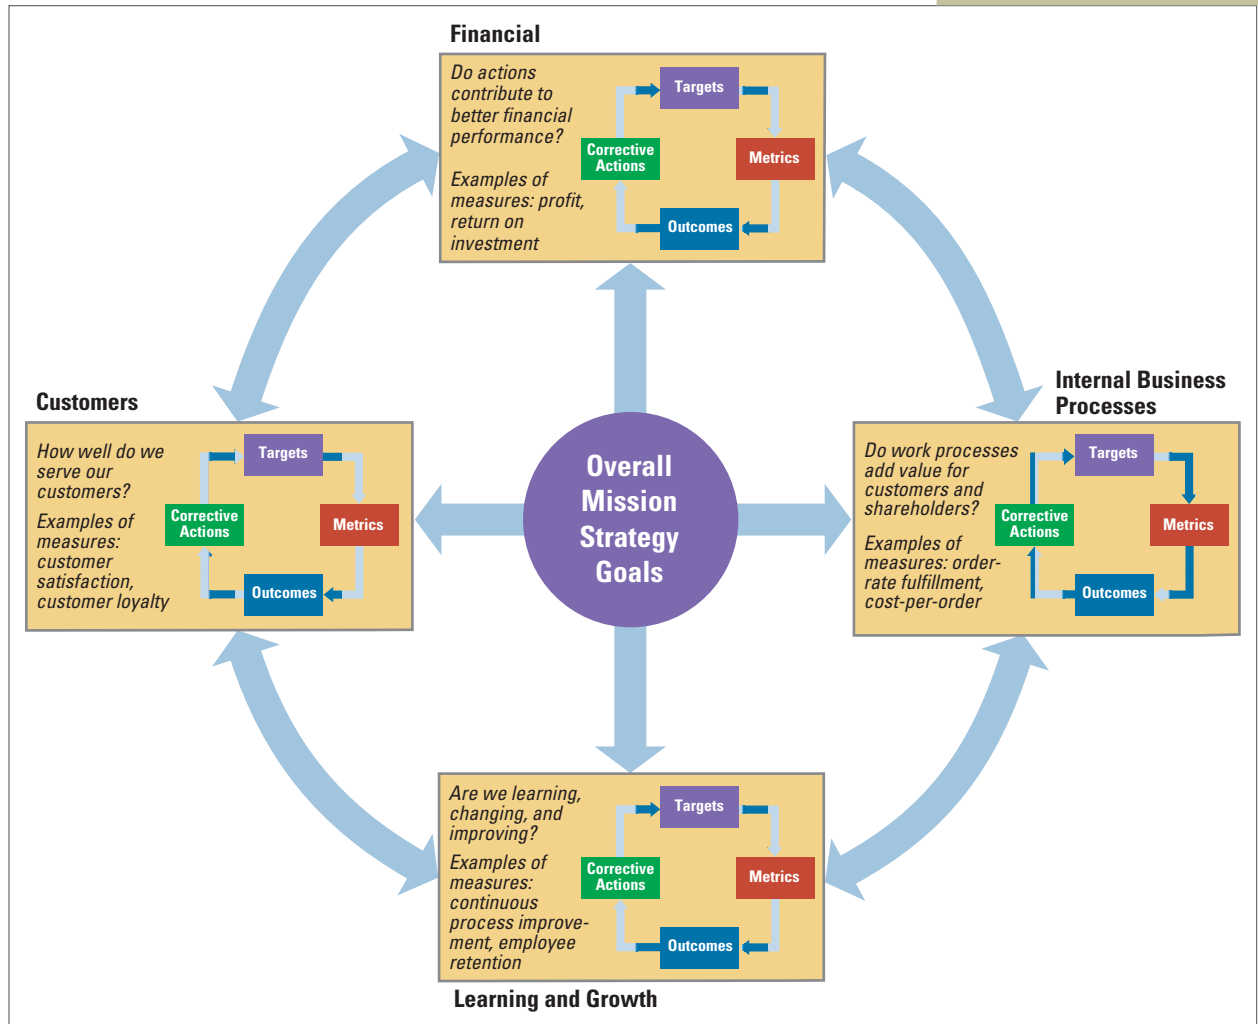 Financial
Do actions
contribute to
better financial
performance?
Examples of
measures: profit,
return on
investment
Targets
Corrective
Actions
Metrics
Outcomes
Customers
How well do we
serve our
customers?
Examples of
measures:
customer
satisfaction,
customer loyalty
Targets
Corrective
Actions
Metrics
Outcomes
Overall
Mission
Strategy
Goals
Internal Business
Processes
Do work processes
add value for
customers and
shareholders?
Examples of
measures: order-
rate fulfillment,
cost-per-order
Targets
Corrective
Actions
Metrics
Outcomes
Are we learning,
changing, and
improving?
Examples of
measures:
continuous
process improve-
ment, employee
retention
Targets
Corrective
Actions
Metrics
Outcomes
Learning and Growth